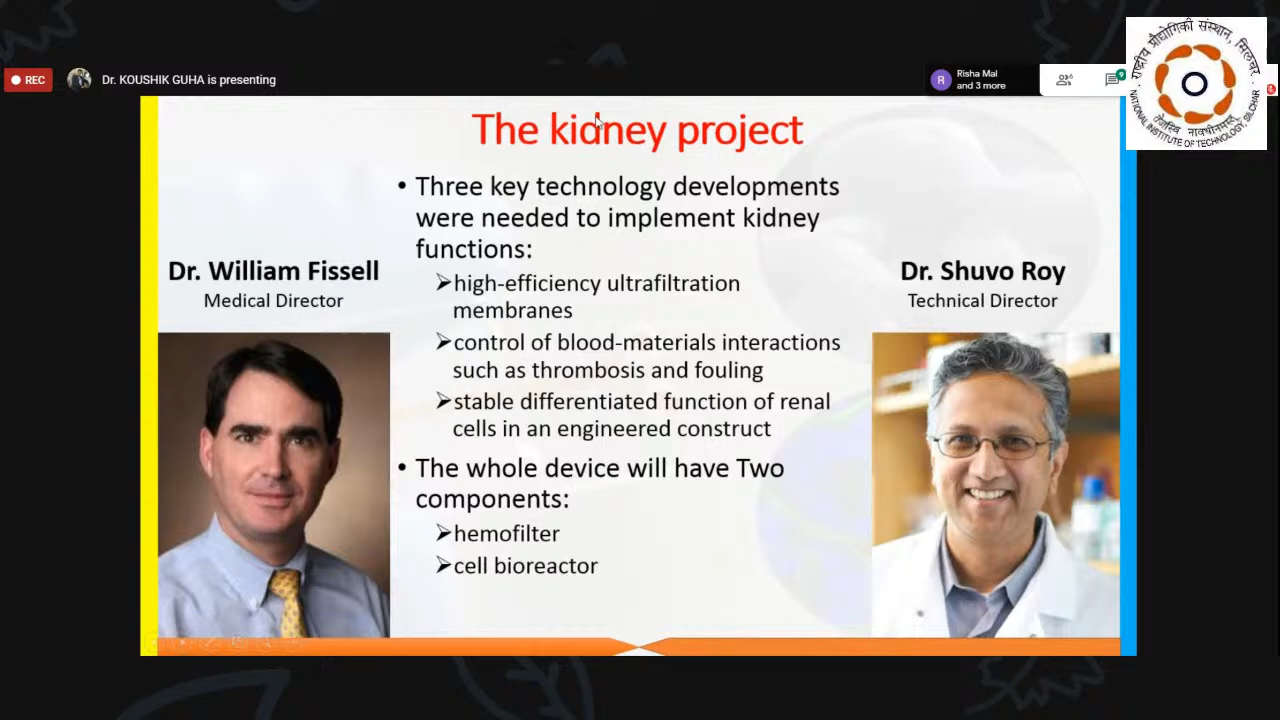 REC
Dr. KOUSHIK GUHA is presenting
R
Risha Mal
and 3 more
6
9
राष्ट्रीय प्रौद्योगिकी संस्थान, सिलचर
NATIONAL INSTITUTE OF TECHNOLOGY, SILCHAR
The kidney project
• Three key technology developments
were needed to implement kidney
functions:
➢high-efficiency ultrafiltration
membranes
➢control of blood-materials interactions
such as thrombosis and fouling
➢stable differentiated function of renal
cells in an engineered construct
• The whole device will have Two
components:
➢hemofilter
➢cell bioreactor
Dr. William Fissell
Medical Director
Dr. Shuvo Roy
Technical Director